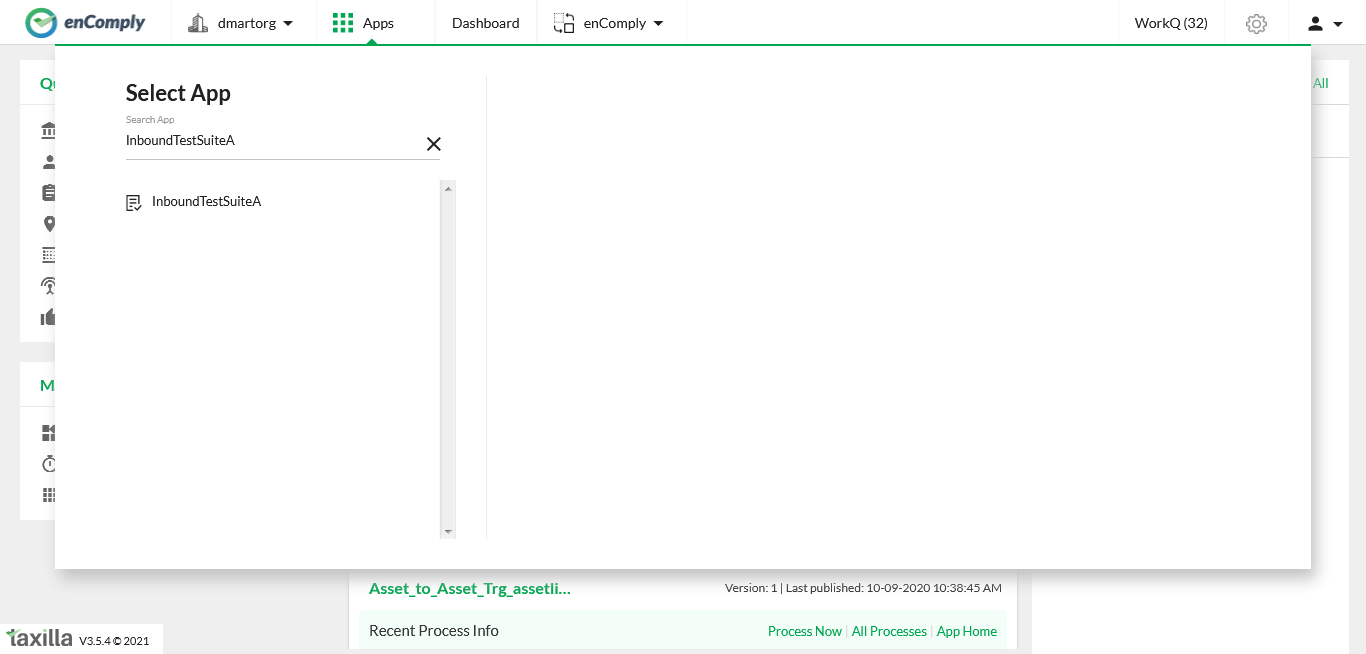 enComply
dmartorg
Apps
Dashboard
enComply
WorkQ (32)
Qu
All
Select App
Search App
InboundTestSuiteA
InboundTestSuiteA
M
Asset_to_Asset_Trg_assetli...
Version: 1 | Last published: 10-09-2020 10:38:45 AM
Recent Process Info
Process Now | All Processes | App Home
taxilla V3.5.4 © 2021